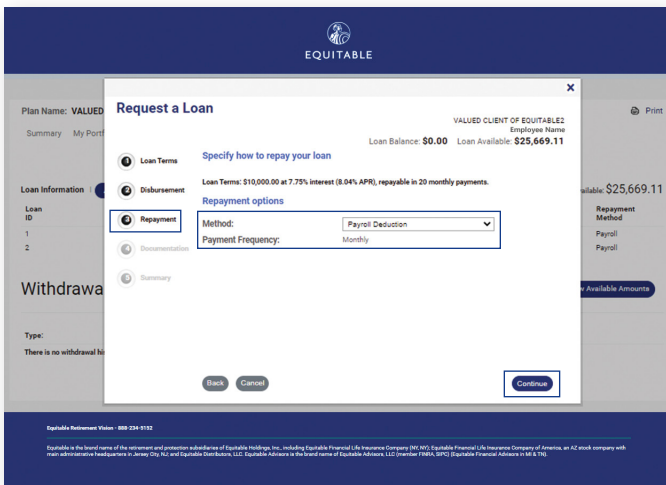 EQUITABLE
x
Plan Name: VALUED
Print
Summary My Portf
Request a Loan
VALUED CLIENT OF EQUITABLE2
Employee Name
Loan Balance: $0.00 Loan Available: $25,669.11
1 Loan Terms
2 Disbursement
3 Repayment
4 Documentation
5 Summary
Specify how to repay your loan
Loan Terms: $10,000.00 at 7.75% interest (8.04% APR), repayable in 20 monthly payments.
Repayment options
Method: Payroll Deduction
Payment Frequency: Monthly
Back Cancel Continue
Loan Information
ailable: $25,669.11
Loan
ID
Repayment
Method
1 Payroll
2 Payroll
Withdrawa
w Available Amounts
Type:
There is no withdrawal his
Equitable Retirement Vision - 888-234-5152
Equitable is the brand name of the retirement and protection subsidiaries of Equitable Holdings, Inc., including Equitable Financial Life Insurance Company (NY, NY); Equitable Financial Life Insurance Company of America, an AZ stock company with
main administrative headquarters in Jersey City, NJ; and Equitable Distributors, LLC. Equitable Advisors is the brand name of Equitable Advisors, LLC (member FINRA, SIPC) (Equitable Financial Advisors in MI & TN).